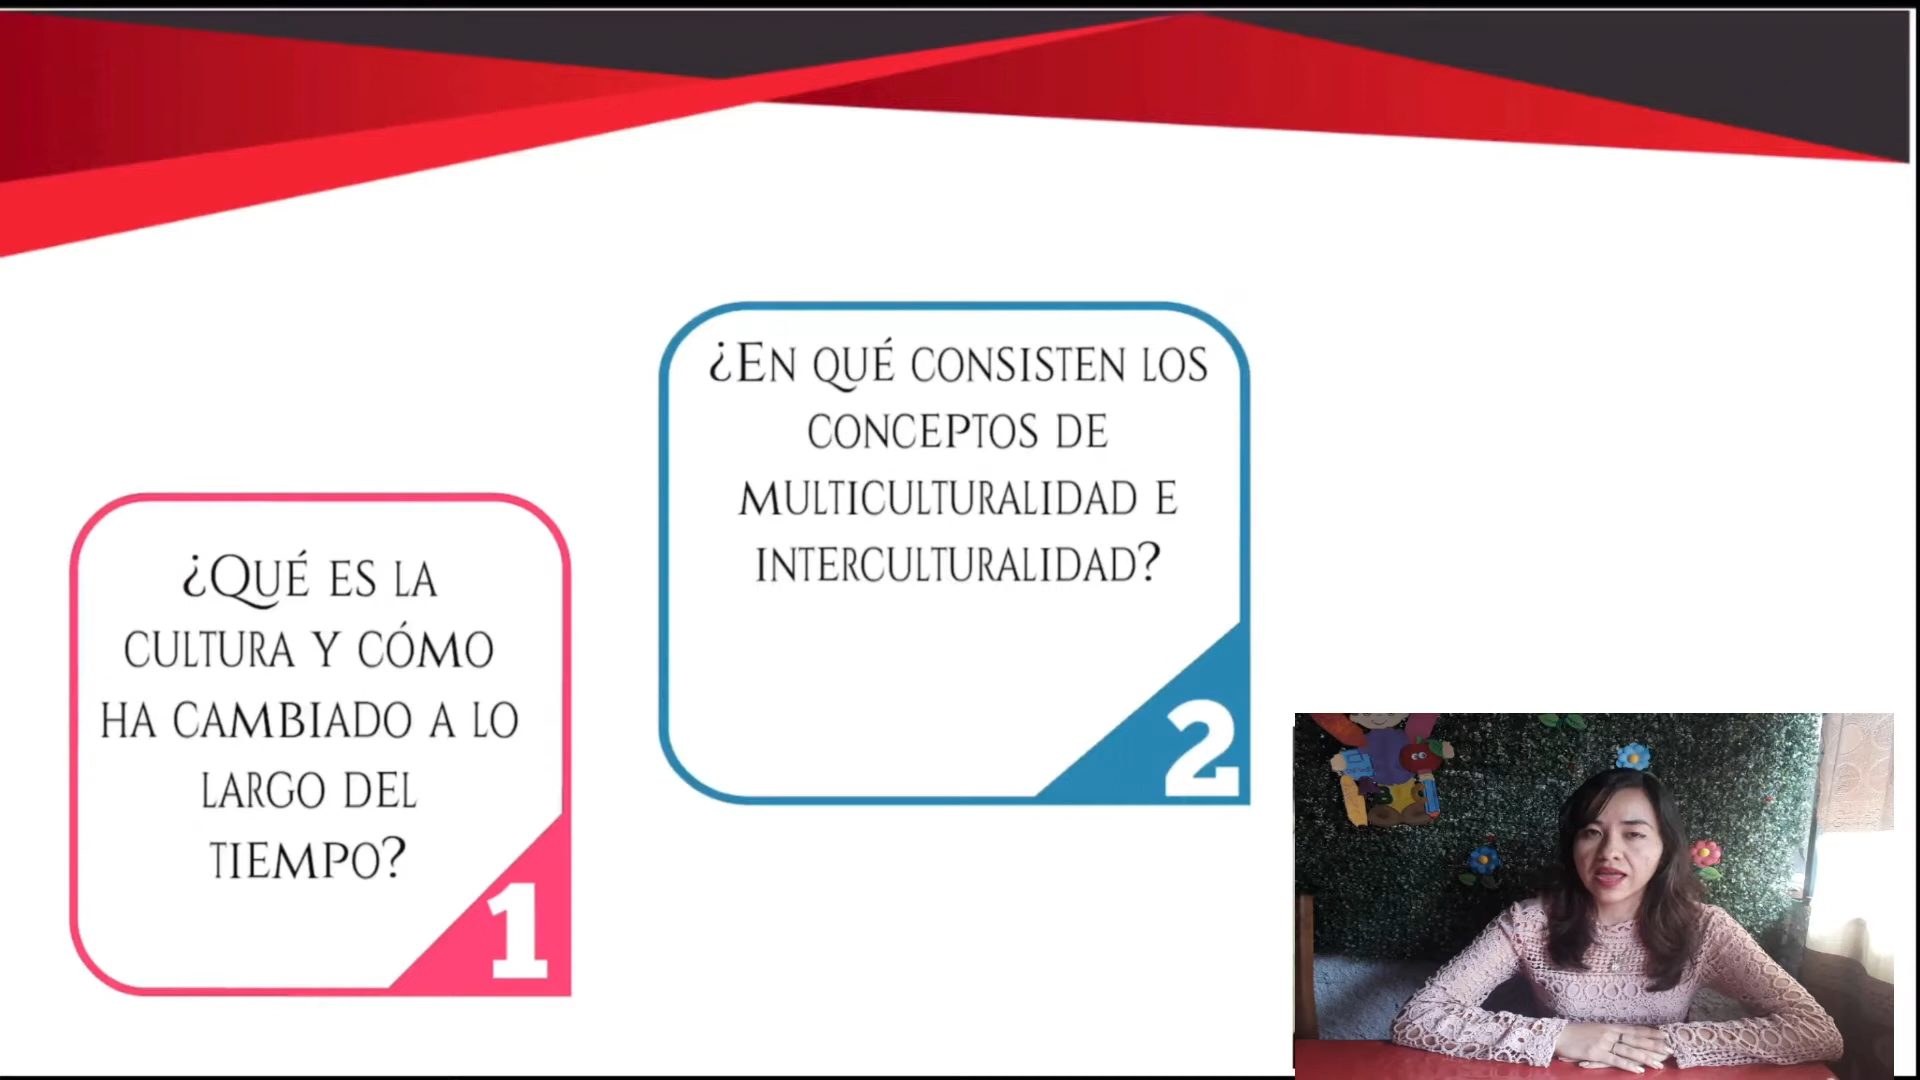 ¿QUÉ ES LA
CULTURA Y CÓMO
HA CAMBIADO A LO
LARGO DEL
TIEMPO?
1
¿EN QUÉ CONSISTEN LOS
CONCEPTOS DE
MULTICULTURALIDAD E
INTERCULTURALIDAD?
2